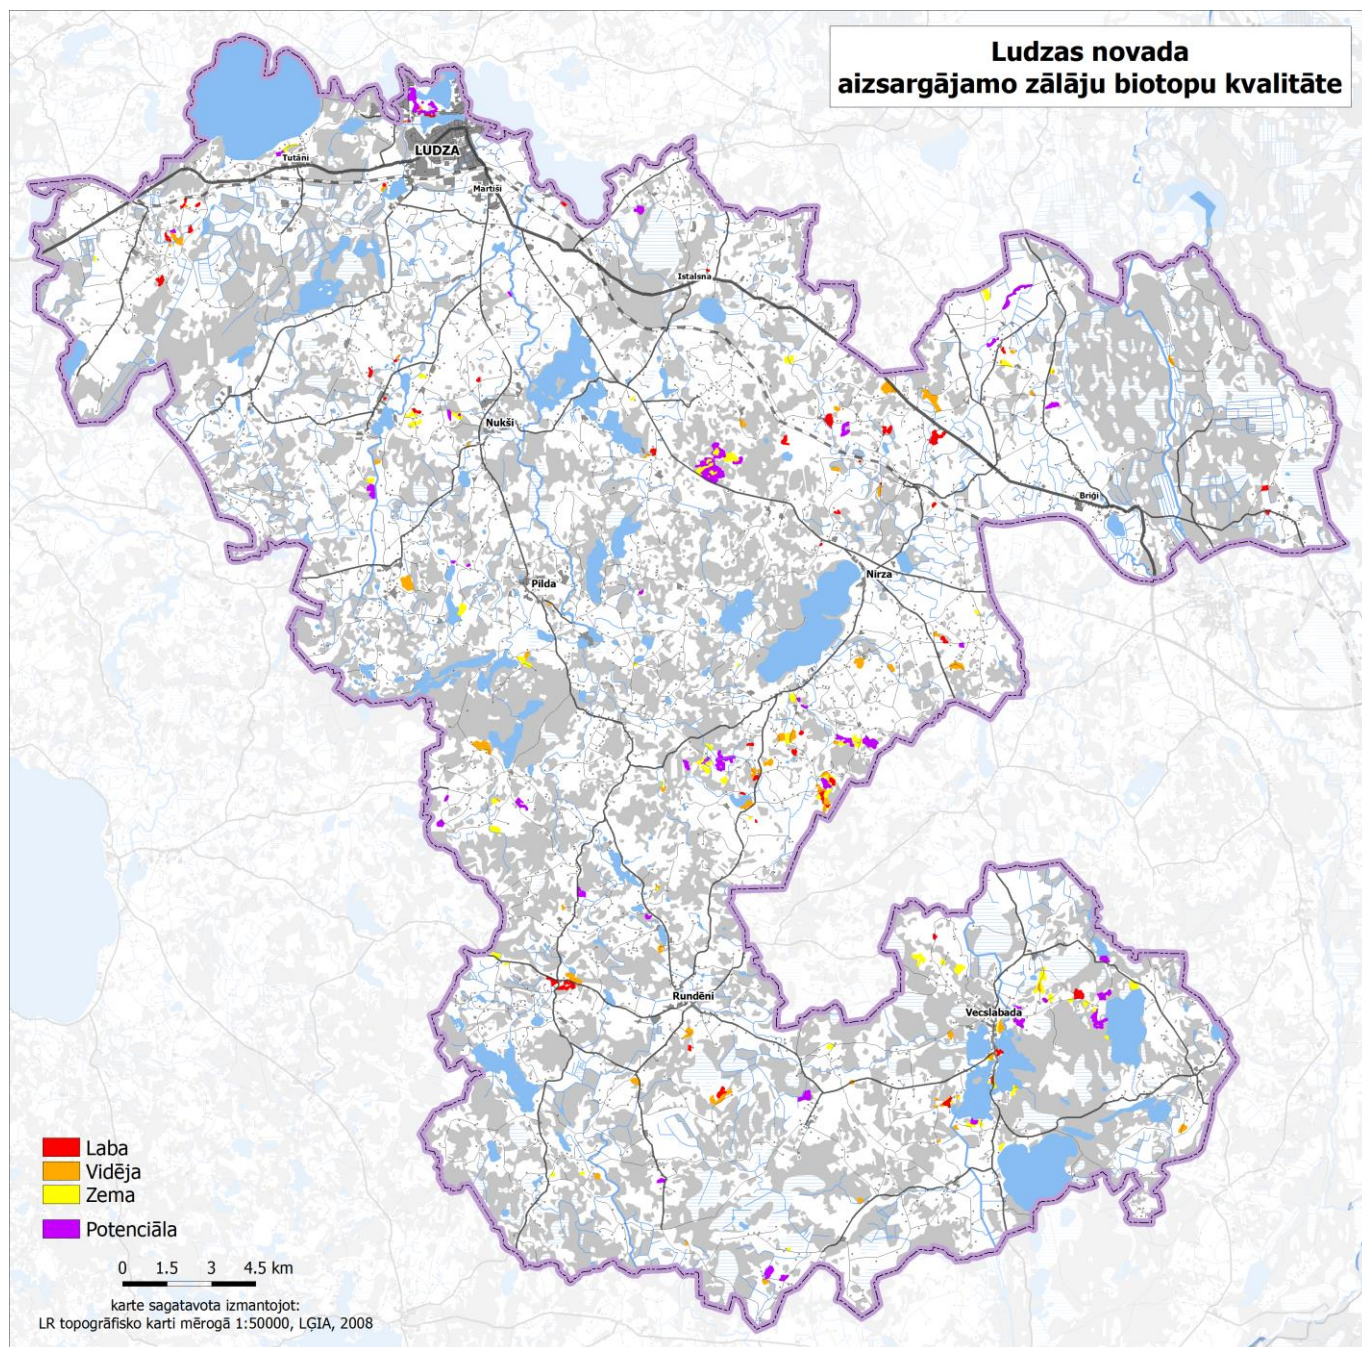 Ludzas novada
aizsargājamo zālāju biotopu kvalitāte
LUDZA
Tutāni
Martiši
Istalsna
Nukši
Briģi
Pilda
Nirza
Rundēni
Vecslabada
Laba
Vidēja
Zema
Potenciāla
0 1.5 3 4.5 km
karte sagatavota izmantojot:
LR topogrāfisko karti mērogā 1:50000, LĢIA, 2008